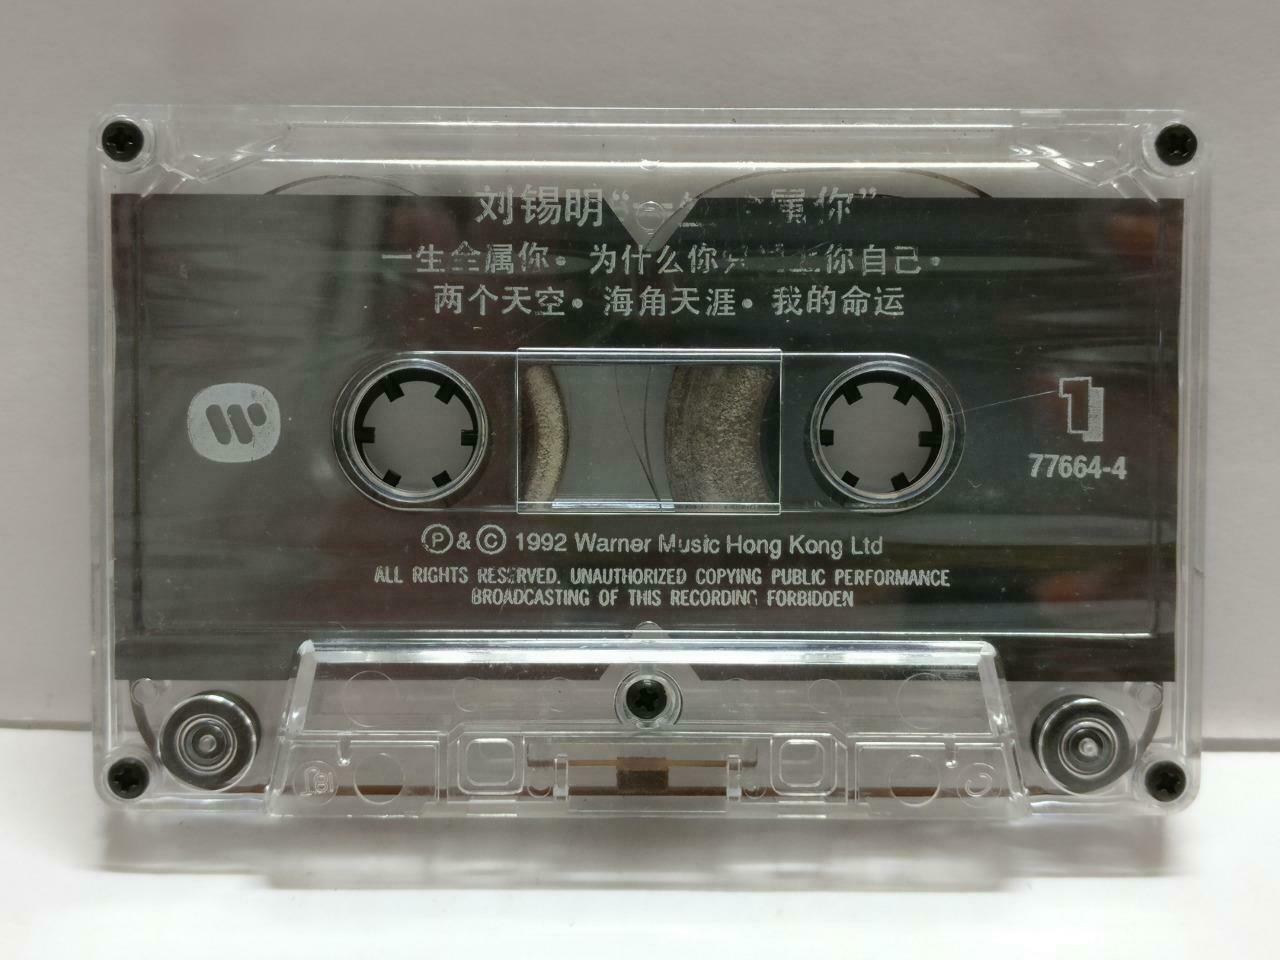 刘锡明“一生 属你”
一生全属你•为什么你 你自己•
两个天空•海角天涯•我的命运
1
77664-4
Ⓟ & © 1992 Warner Music Hong Kong Ltd
ALL RIGHTS RESERVED. UNAUTHORIZED COPYING PUBLIC PERFORMANCE
BROADCASTING OF THIS RECORDING FORBIDDEN